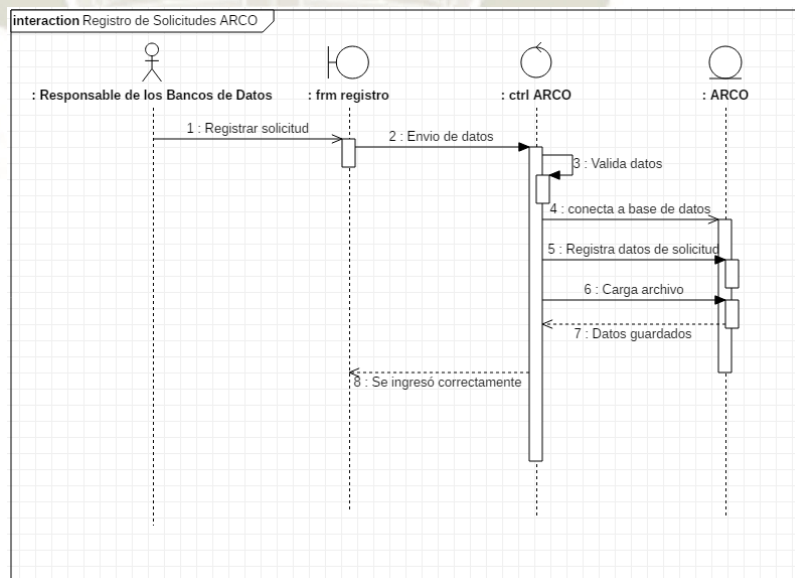 interaction Registro de Solicitudes ARCO
: Responsable de los Bancos de Datos
: frm registro
: ctrl ARCO
: ARCO
1 : Registrar solicitud
2 : Envio de datos
3 : Valida datos
4 : conecta a base de datos
5 : Registra datos de solicitud
6 : Carga archivo
7 : Datos guardados
8 : Se ingresó correctamente